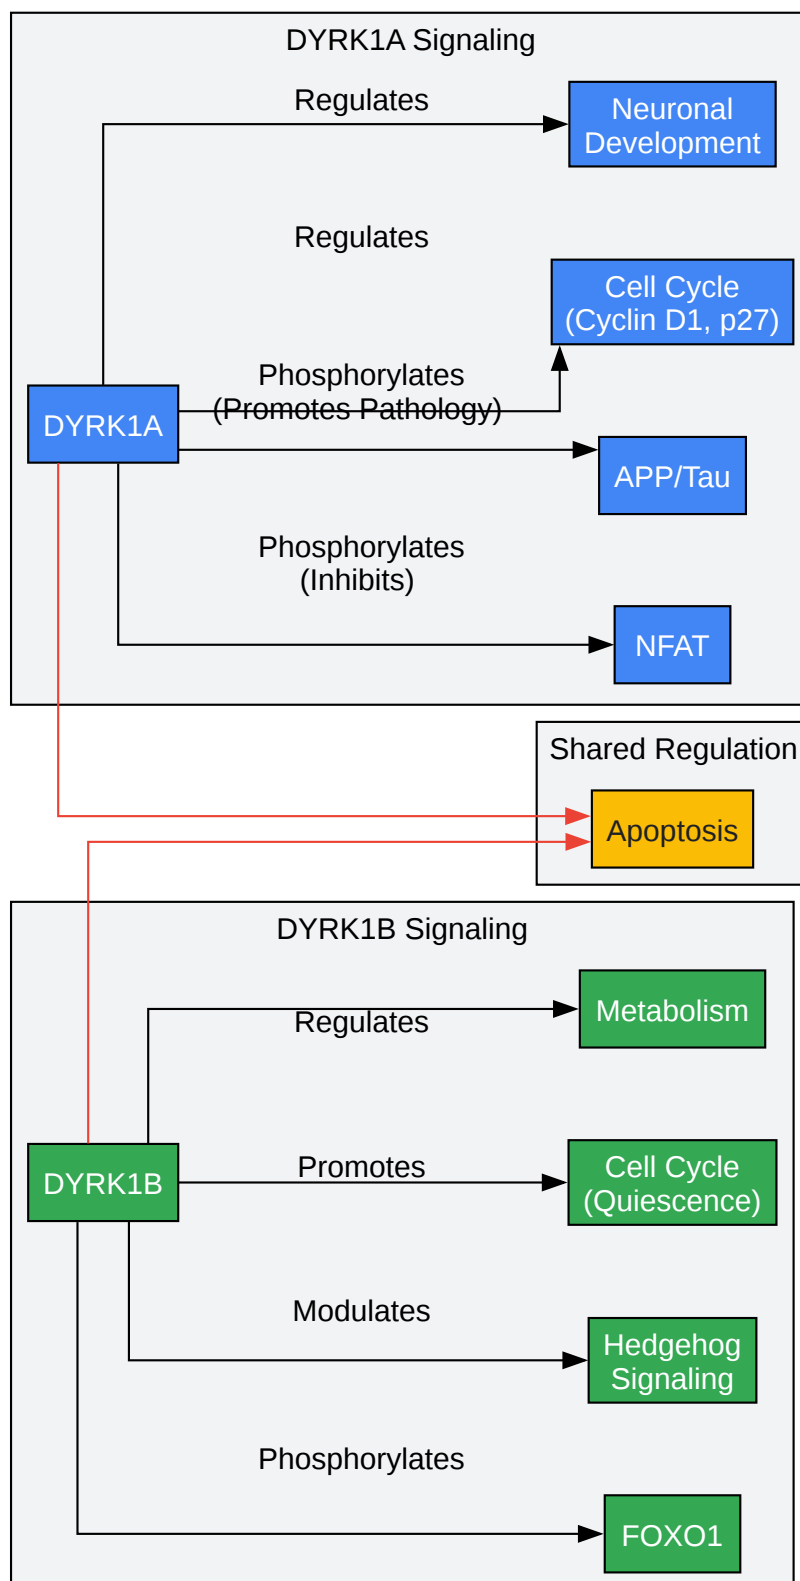 DYRK1A Signaling
Regulates
Neuronal
Development
Regulates
Cell Cycle
(Cyclin D1, p27)
Phosphorylates
(Promotes Pathology)
DYRK1A
APP/Tau
Phosphorylates
(Inhibits)
NFAT
Shared Regulation
Apoptosis
DYRK1B Signaling
Regulates
Metabolism
DYRK1B
Promotes
Cell Cycle
(Quiescence)
Modulates
Hedgehog
Signaling
Phosphorylates
FOXO1